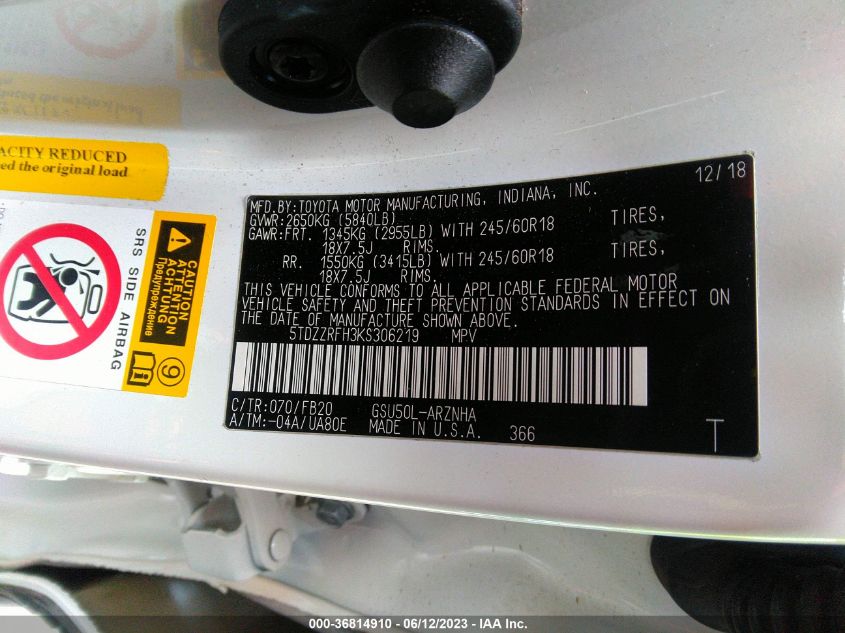 ACITY REDUCED
ed the original load
SRS SIDE AIRBAG
CAUTION
ATTENTION
ACHTUNG
Предупреждение
9
12/18
MFD.BY:TOYOTA MOTOR MANUFACTURING, INDIANA, INC.
GVWR:2650KG (5840LB)
GAWR:FRT. 1345KG (2955LB) WITH 245/60R18 TIRES,
18X7.5J RIMS.
RR. 1550KG (3415LB) WITH 245/60R18 TIRES,
18X7.5J RIMS.
THIS VEHICLE CONFORMS TO ALL APPLICABLE FEDERAL MOTOR
VEHICLE SAFETY AND THEFT PREVENTION STANDARDS IN EFFECT ON
THE DATE OF MANUFACTURE SHOWN ABOVE.
5TDZZRFH3KS306219 MPV
C/TR:070/FB20 GSU50L-ARZNHA
A/TM:-04A/UA80E MADE IN U.S.A. 366
T
000-36814910 - 06/12/2023 - IAA Inc.